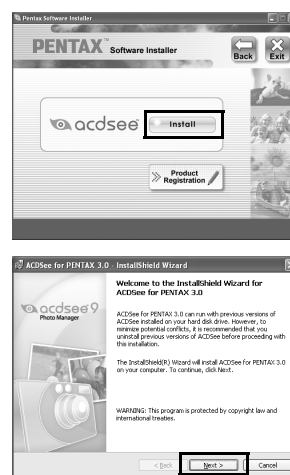 Pentax Software Installer
PENTAX™ Software Installer
Back
Exit
acdsee
Install
Product
Registration
ACDSee for PENTAX 3.0 - InstallShield Wizard
Welcome to the InstallShield Wizard for
ACDSee for PENTAX 3.0
acdsee 9
Photo Manager
ACDSee for PENTAX 3.0 can run with previous versions of
ACDSee installed on your hard disk drive. However, to
minimize potential conflicts, it is recommended that you
uninstall previous versions of ACDSee before proceeding with
this installation.
The InstallShield(R) Wizard will install ACDSee for PENTAX 3.0
on your computer. To continue, click Next.
WARNING: This program is protected by copyright law and
international treaties.
< Back
Next >
Cancel